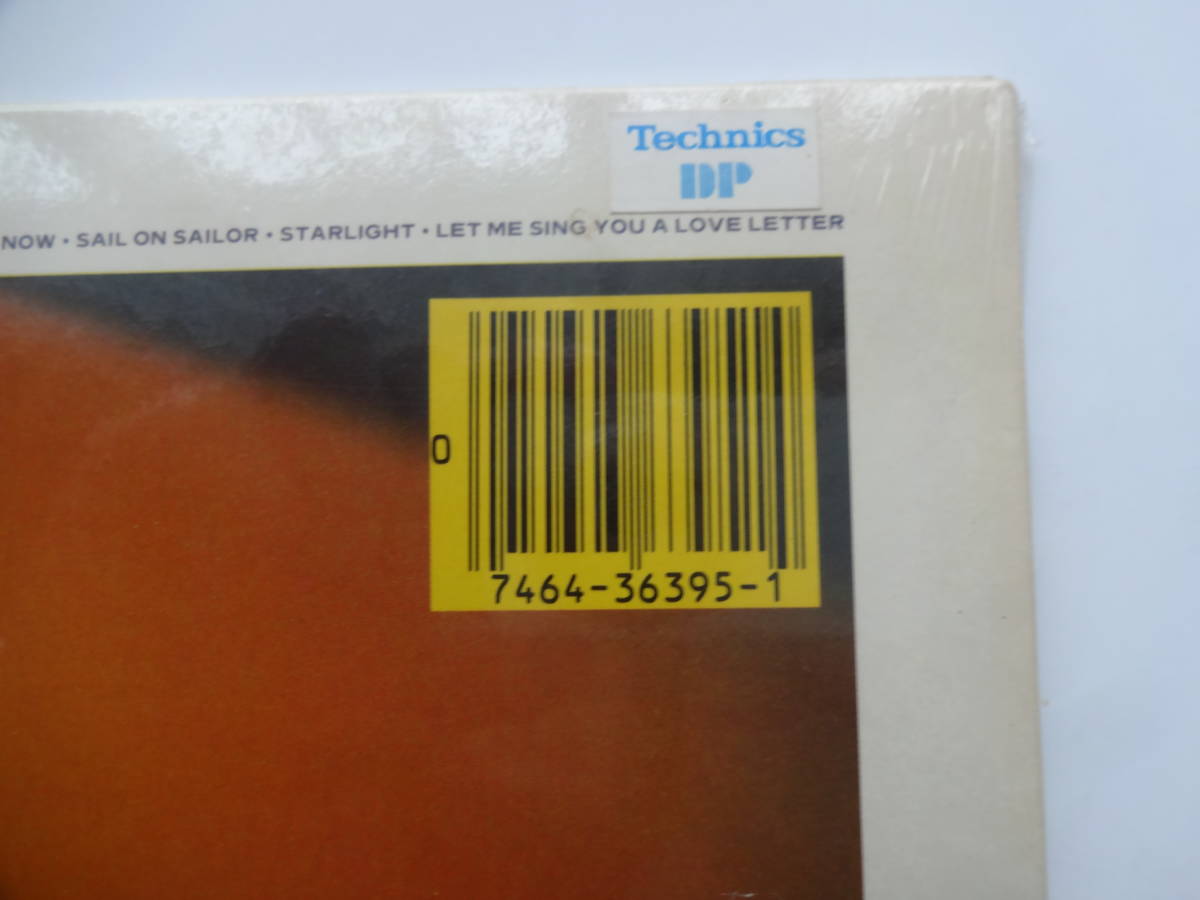 Technics
DP
NOW • SAIL ON SAILOR • STARLIGHT • LET ME SING YOU A LOVE LETTER
0
7464-36395-1